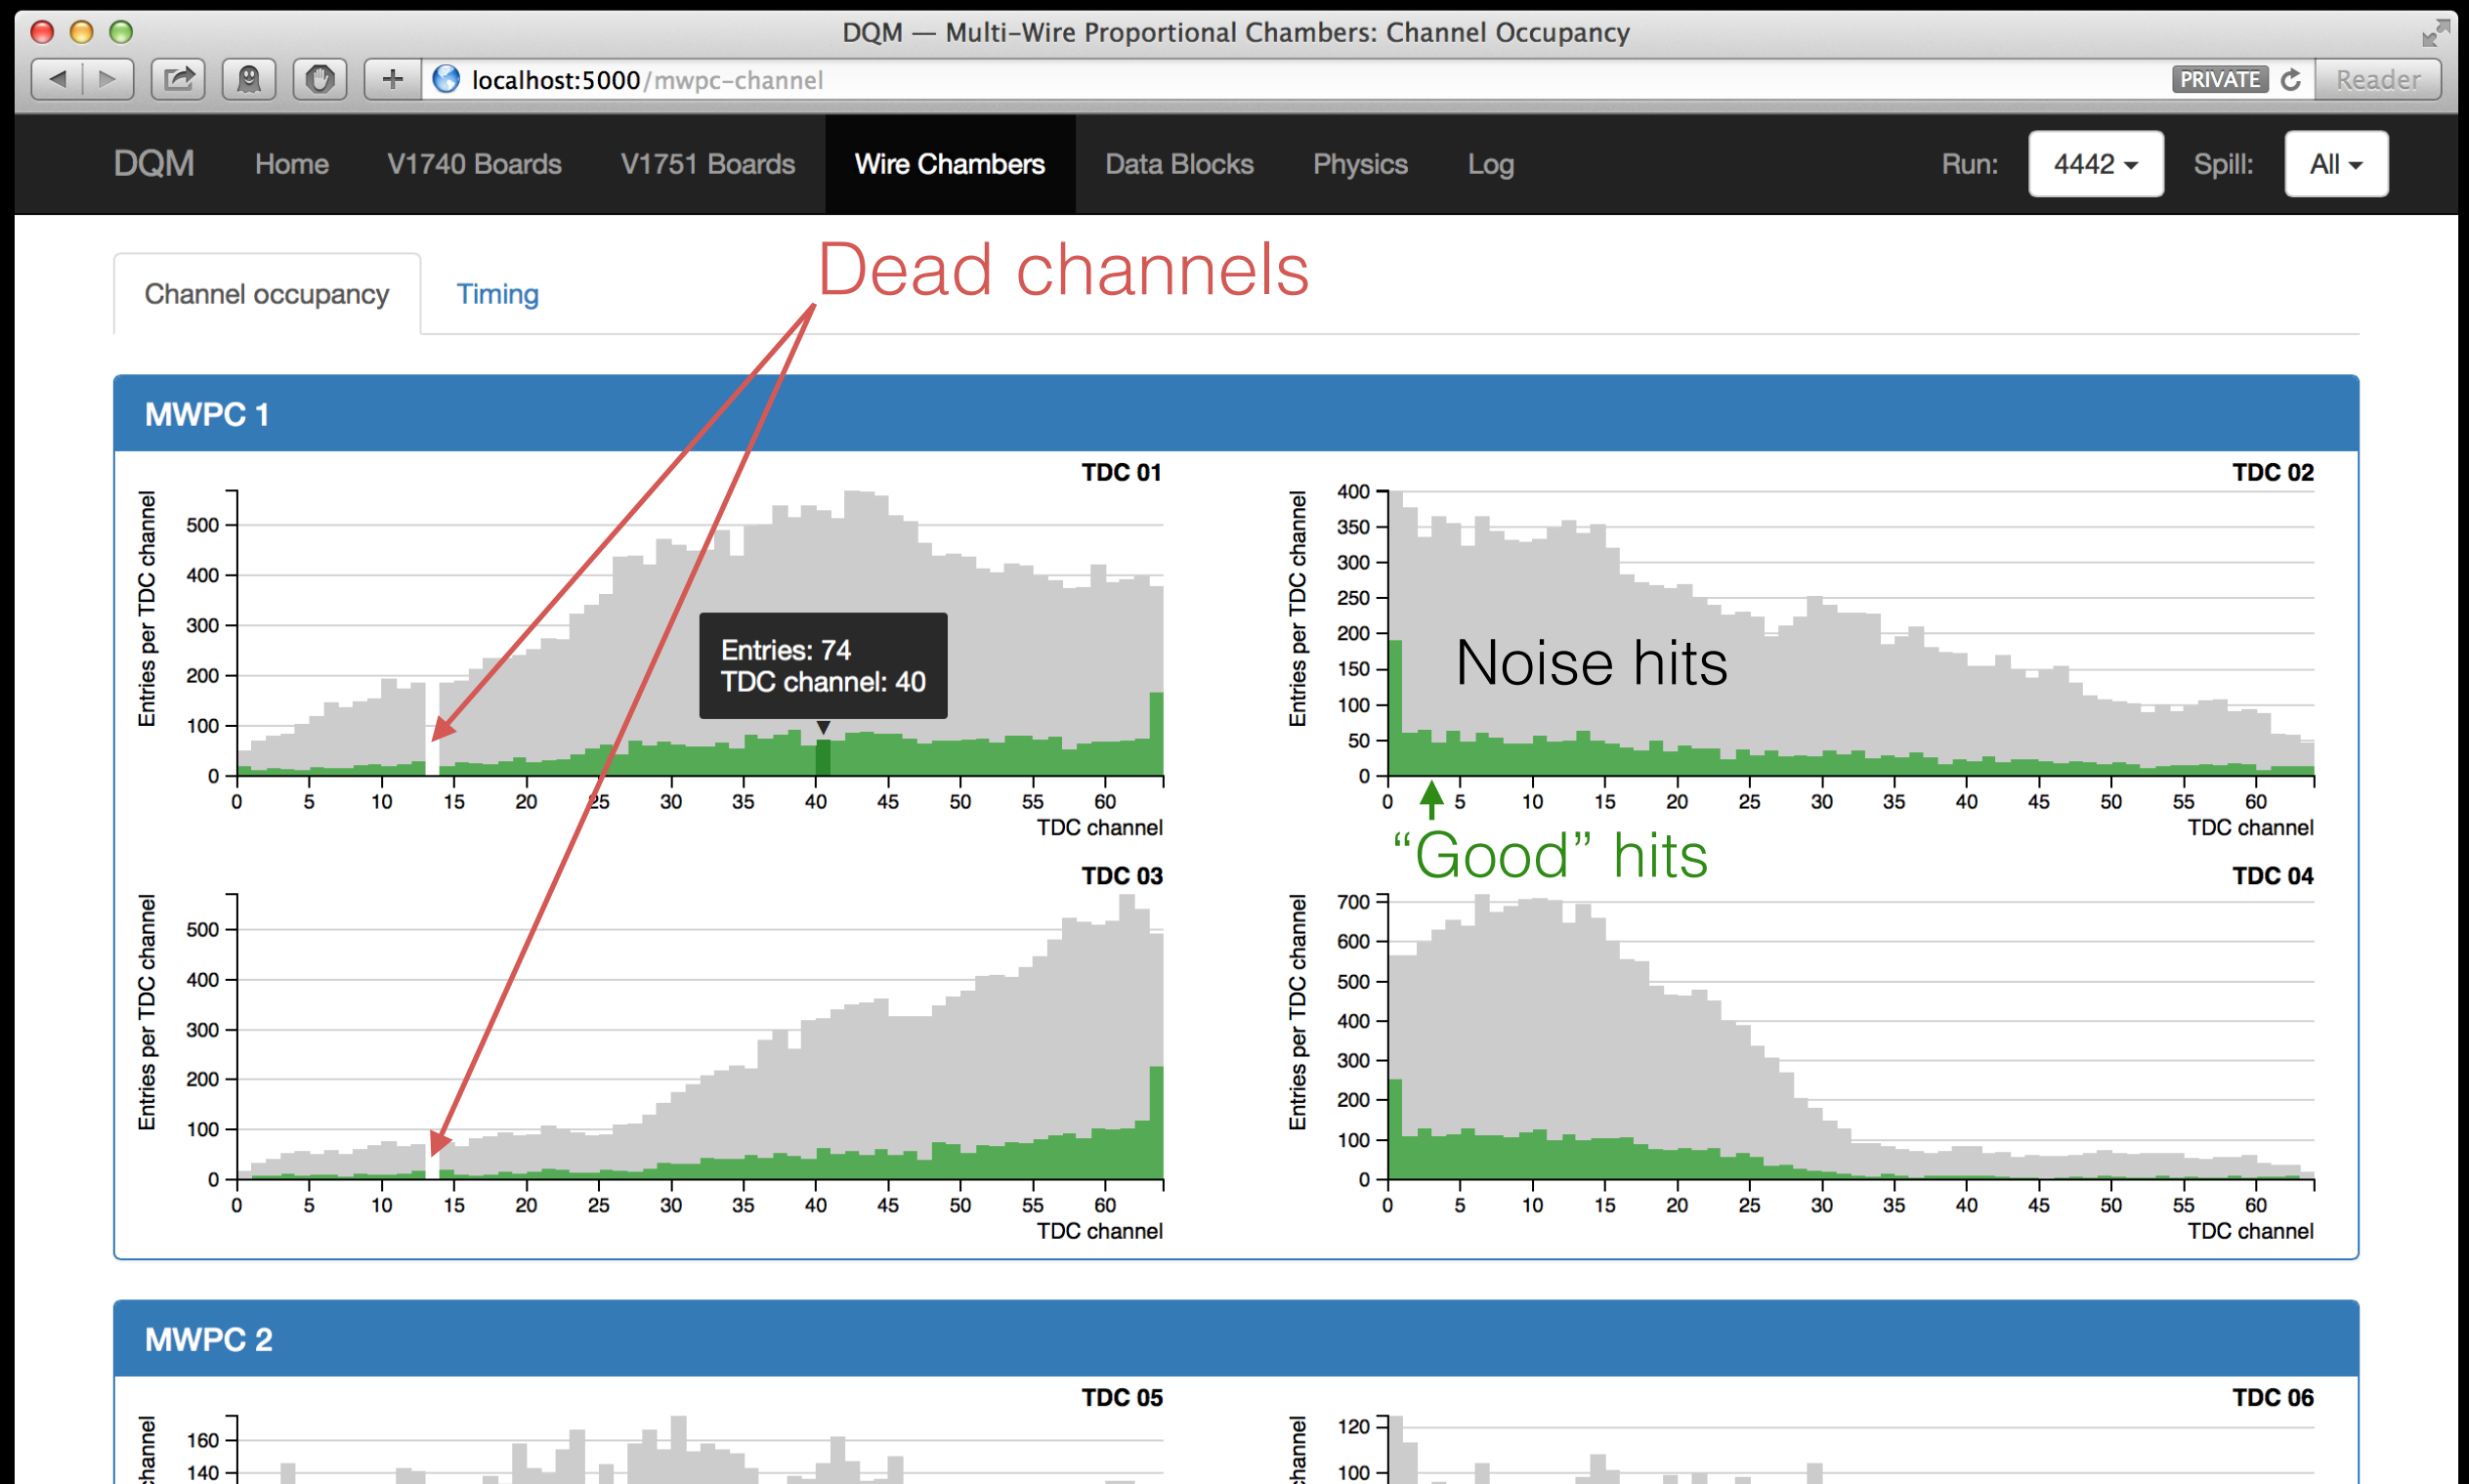 DQM — Multi-Wire Proportional Chambers: Channel Occupancy
localhost:5000/mwpc-channel
PRIVATE
Reader
DQM Home V1740 Boards V1751 Boards Wire Chambers Data Blocks Physics Log Run: 4442 Spill: All
Dead channels
Channel occupancy Timing
MWPC 1
TDC 01
Entries per TDC channel
500
400
300
200
100
0
Entries: 74
TDC channel: 40
0 5 10 15 20 25 30 35 40 45 50 55 60
TDC channel
TDC 02
Entries per TDC channel
400
350
300
250
200
150
100
50
0
Noise hits
0 5 10 15 20 25 30 35 40 45 50 55 60
TDC channel
“Good” hits
TDC 03
Entries per TDC channel
500
400
300
200
100
0
0 5 10 15 20 25 30 35 40 45 50 55 60
TDC channel
TDC 04
Entries per TDC channel
700
600
500
400
300
200
100
0
0 5 10 15 20 25 30 35 40 45 50 55 60
TDC channel
MWPC 2
TDC 05
channel
160
140
TDC 06
channel
120
100